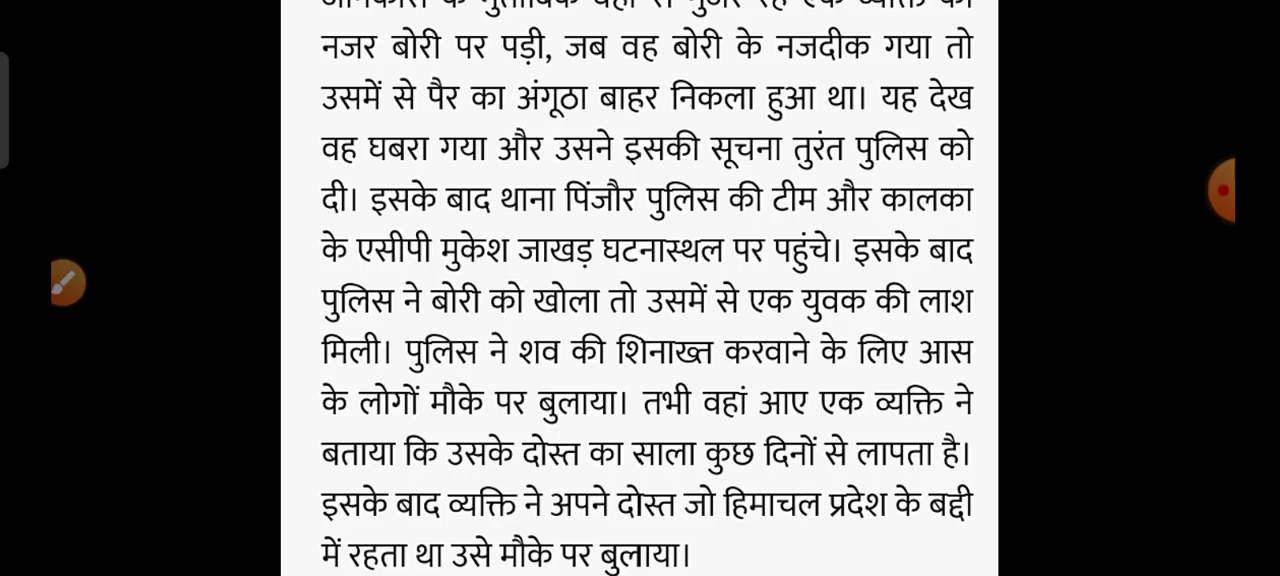 नजर बोरी पर पड़ी, जब वह बोरी के नजदीक गया तो
उसमें से पैर का अंगूठा बाहर निकला हुआ था। यह देख
वह घबरा गया और उसने इसकी सूचना तुरंत पुलिस को
दी। इसके बाद थाना पिंजौर पुलिस की टीम और कालका
के एसीपी मुकेश जाखड़ घटनास्थल पर पहुंचे। इसके बाद
पुलिस ने बोरी को खोला तो उसमें से एक युवक की लाश
मिली। पुलिस ने शव की शिनाख्त करवाने के लिए आस
के लोगों मौके पर बुलाया। तभी वहां आए एक व्यक्ति ने
बताया कि उसके दोस्त का साला कुछ दिनों से लापता है।
इसके बाद व्यक्ति ने अपने दोस्त जो हिमाचल प्रदेश के बद्दी
में रहता था उसे मौके पर बुलाया।